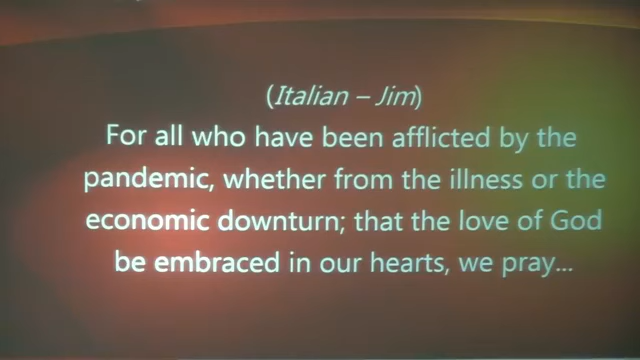 (Italian – Jim)
For all who have been afflicted by the
pandemic, whether from the illness or the
economic downturn; that the love of God
be embraced in our hearts, we pray...